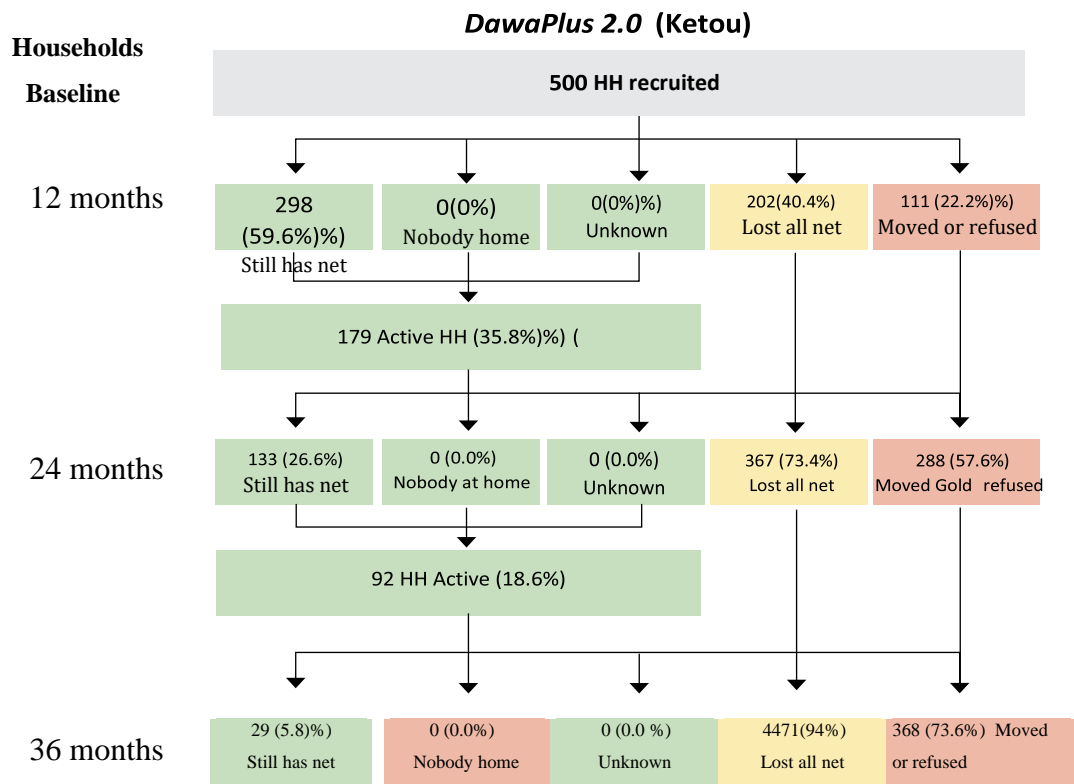 DawaPlus 2.0 (Ketou)
Households
Baseline
500 HH recruited
12 months
298
(59.6%)%)
Still has net
0(0%)
Nobody home
0(0%)%)
Unknown
202(40.4%)
Lost all net
111 (22.2%)%)
Moved or refused
179 Active HH (35.8%)%) (
24 months
133 (26.6%)
Still has net
0 (0.0%)
Nobody at home
0 (0.0%)
Unknown
367 (73.4%)
Lost all net
288 (57.6%)
Moved Gold refused
92 HH Active (18.6%)
36 months
29 (5.8)%)
Still has net
0 (0.0%)
Nobody home
0 (0.0 %)
Unknown
4471(94%)
Lost all net
368 (73.6%) Moved
or refused